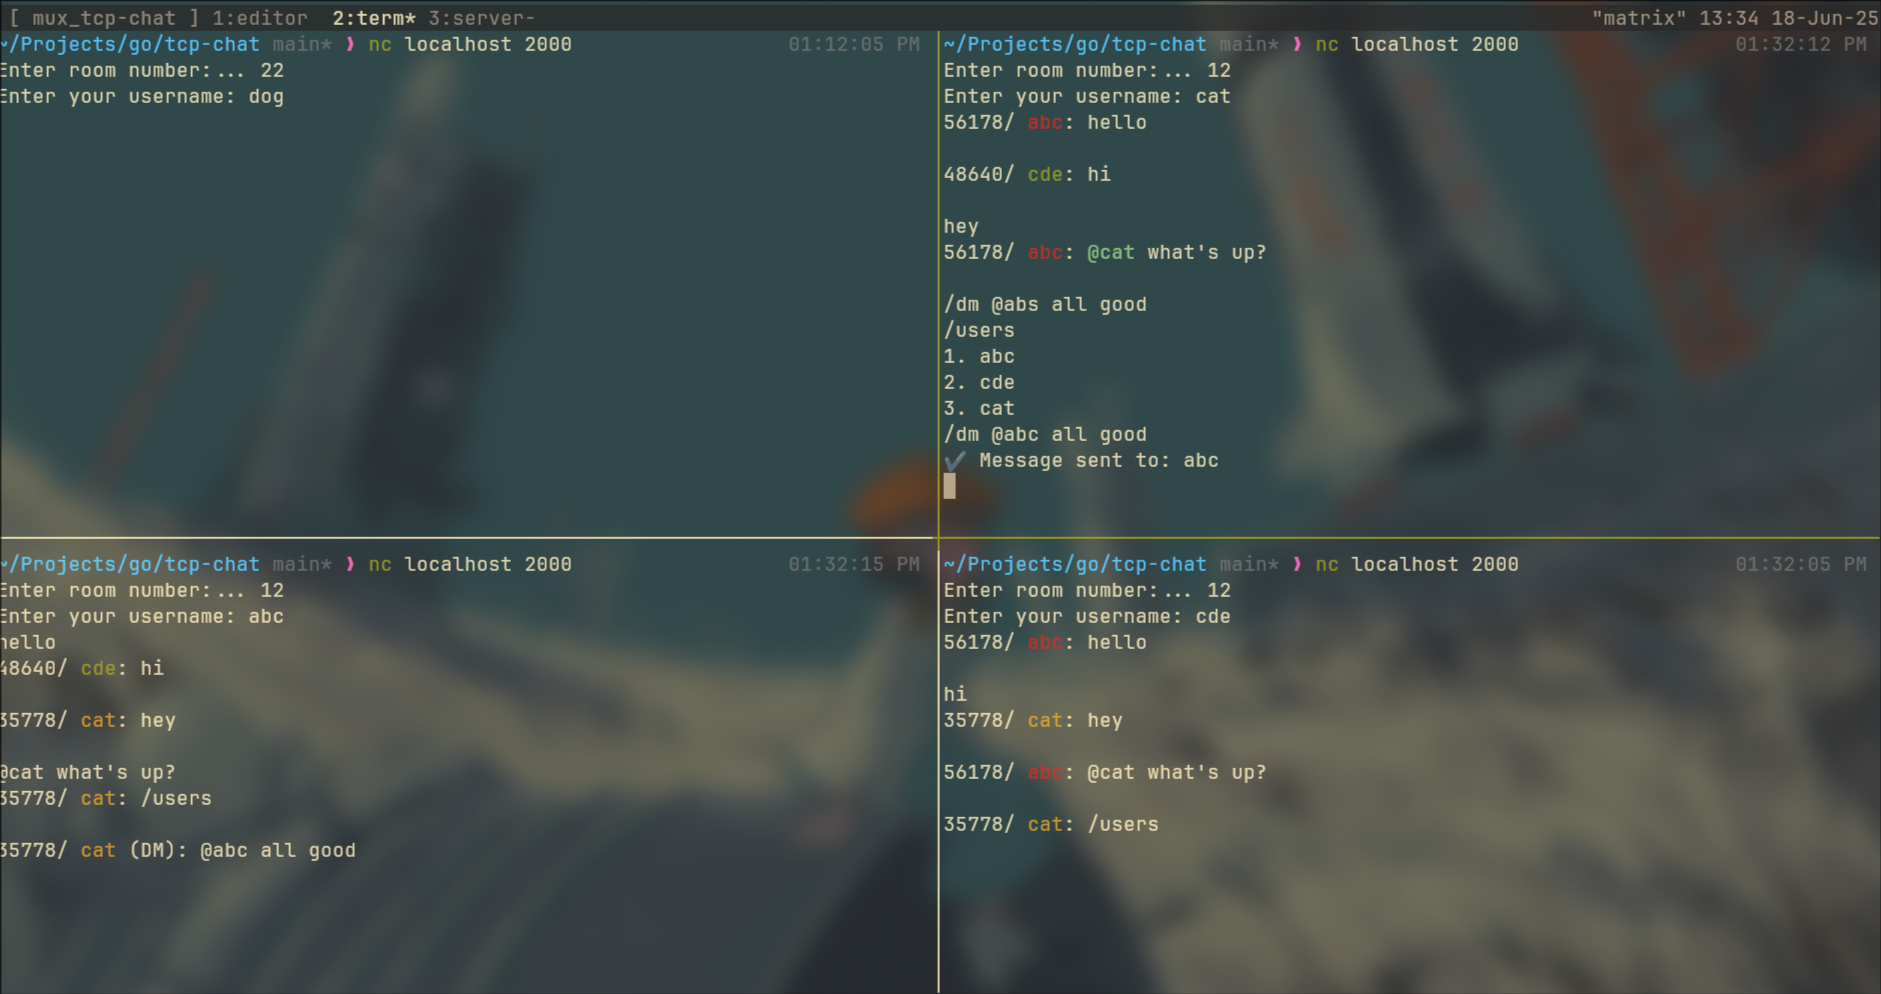 [ mux_tcp-chat ] 1:editor  2:term* 3:server-  "matrix" 13:34 18-Jun-25
~/Projects/go/tcp-chat main* ❯ nc localhost 2000  01:12:05 PM
Enter room number:... 22
Enter your username: dog
~/Projects/go/tcp-chat main* ❯ nc localhost 2000  01:32:12 PM
Enter room number:... 12
Enter your username: cat
56178/ abc: hello
48640/ cde: hi
hey
56178/ abc: @cat what's up?
/dm @abs all good
/users
1. abc
2. cde
3. cat
/dm @abc all good
✔ Message sent to: abc
~/Projects/go/tcp-chat main* ❯ nc localhost 2000  01:32:15 PM
Enter room number:... 12
Enter your username: abc
hello
48640/ cde: hi
35778/ cat: hey
@cat what's up?
35778/ cat: /users
35778/ cat (DM): @abc all good
~/Projects/go/tcp-chat main* ❯ nc localhost 2000  01:32:05 PM
Enter room number:... 12
Enter your username: cde
56178/ abc: hello
hi
35778/ cat: hey
56178/ abc: @cat what's up?
35778/ cat: /users